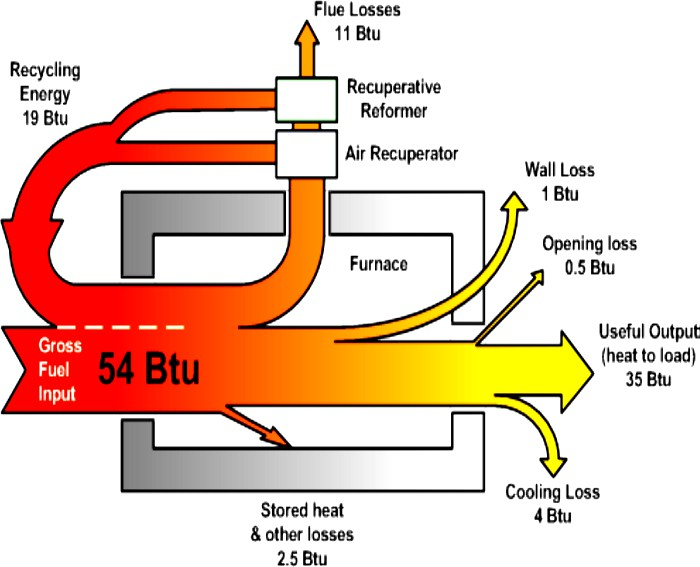 Flue Losses
11 Btu
Recycling
Energy
19 Btu
Recuperative
Reformer
Air Recuperator
Wall Loss
1 Btu
Opening loss
0.5 Btu
Furnace
Useful Output
(heat to load)
35 Btu
Gross
Fuel
Input
54 Btu
Cooling Loss
4 Btu
Stored heat
& other losses
2.5 Btu